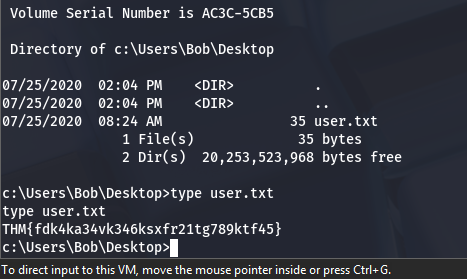 Volume Serial Number is AC3C-5CB5
Directory of c:\Users\Bob\Desktop
07/25/2020  02:04 PM    <DIR>          .
07/25/2020  02:04 PM    <DIR>          ..
07/25/2020  08:24 AM                35 user.txt
1 File(s)             35 bytes
2 Dir(s)  20,253,523,968 bytes free
c:\Users\Bob\Desktop>type user.txt
type user.txt
THM{fdk4ka34vk346ksxfr21tg789ktf45}
c:\Users\Bob\Desktop>
To direct input to this VM, move the mouse pointer inside or press Ctrl+G.